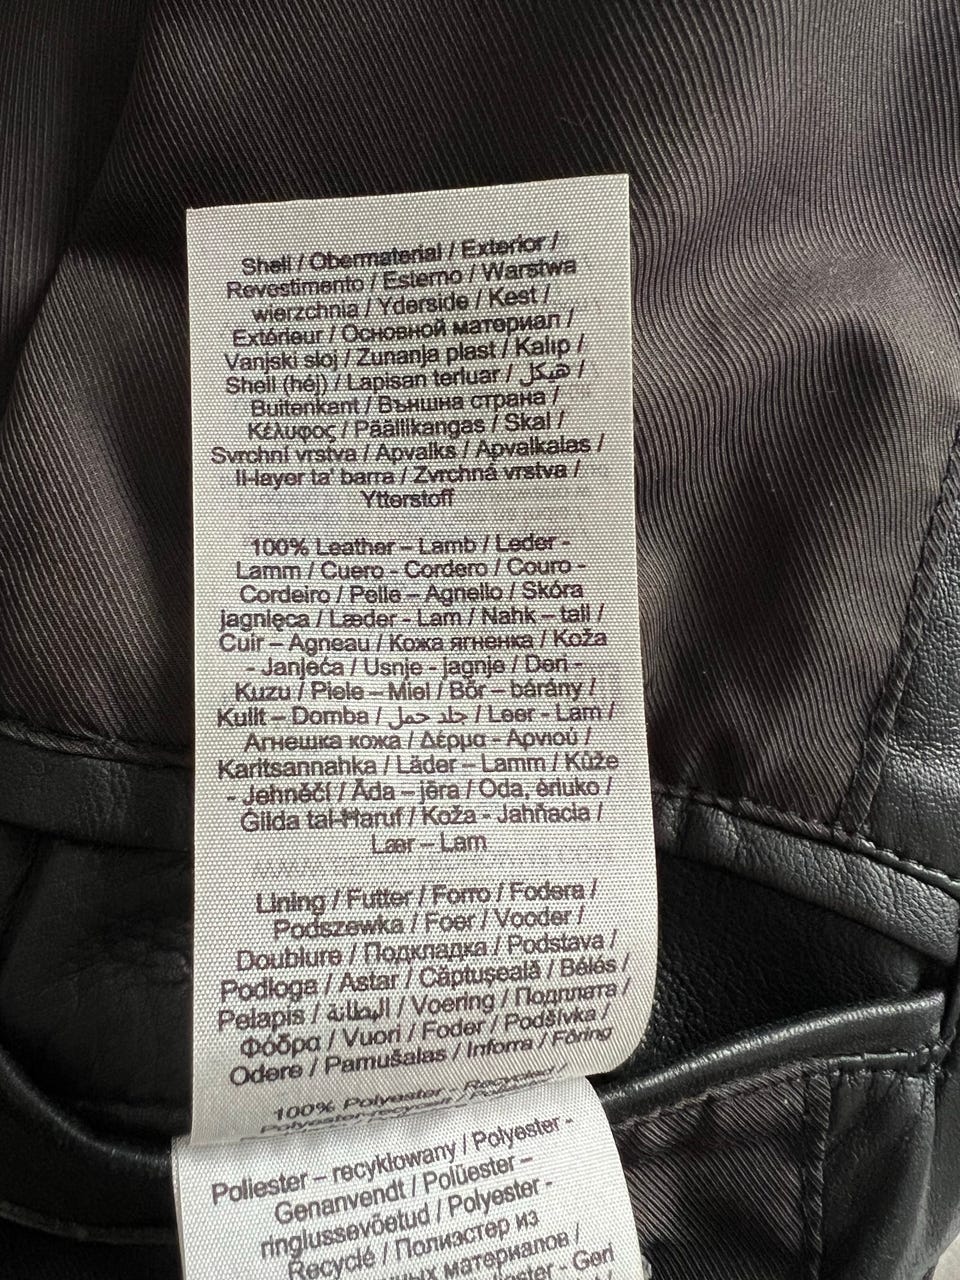 Shell / Obermaterial / Exterior /
Revestimento / Esterno / Warstwa
wierzchnia / Yderside / Kest /
Extérieur / Основной материал /
Vanjski sloj / Zunanja plast / Kalıp /
Shell (héj) / Lapisan terluar / هيكل /
Buitenkant / Външна страна /
Κέλυφος / Päällikangas / Skal /
Svrchní vrstva / Apvalks / Apvalkalas /
Il-layer ta' barra / Zvrchná vrstva /
Ytterstoff
100% Leather – Lamb / Leder -
Lamm / Cuero - Cordero / Couro -
Cordeiro / Pelle – Agnello / Skóra
jagnięca / Læder - Lam / Nahk – tall /
Cuir – Agneau / Кожа ягненка / Koža
- Janjeća / Usnje - jagnje / Deri -
Kuzu / Piele – Miel / Bőr – bárány /
Kulit – Domba / جلد حمل / Leer - Lam /
Агнешка кожа / Δέρμα - Αρνιού /
Karitsannahka / Läder – Lamm / Kůže
- Jehněčí / Āda – jēra / Oda, ėriuko /
Ġilda tal-Ħaruf / Koža - Jahňacia /
Lær – Lam
Lining / Futter / Forro / Fodera /
Podszewka / Foer / Vooder /
Doublure / Подкладка / Podstava /
Podloga / Astar / Căptușeală / Bélés /
Pelapis / البطانة / Voering / Подплата /
Φόδρα / Vuori / Foder / Podšívka /
Odere / Pamušalas / Inforra / Fôring
100% Polyester - Recycled /
Polyester-recycelt /
Poliester – recyklowany / Polyester -
Genanvendt / Polüester –
ringlussevõetud / Polyester -
Recyclé / Полиэстер из
материалов /
- Geri